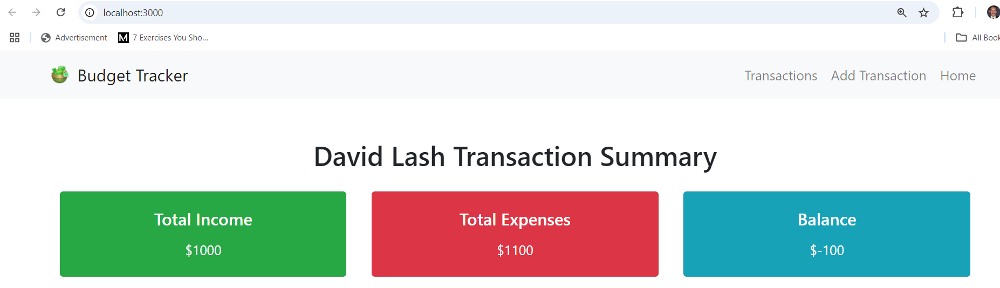 localhost:3000
Advertisement
M 7 Exercises You Sho...
All Book
Budget Tracker
Transactions
Add Transaction
Home
David Lash Transaction Summary
Total Income
$1000
Total Expenses
$1100
Balance
$-100